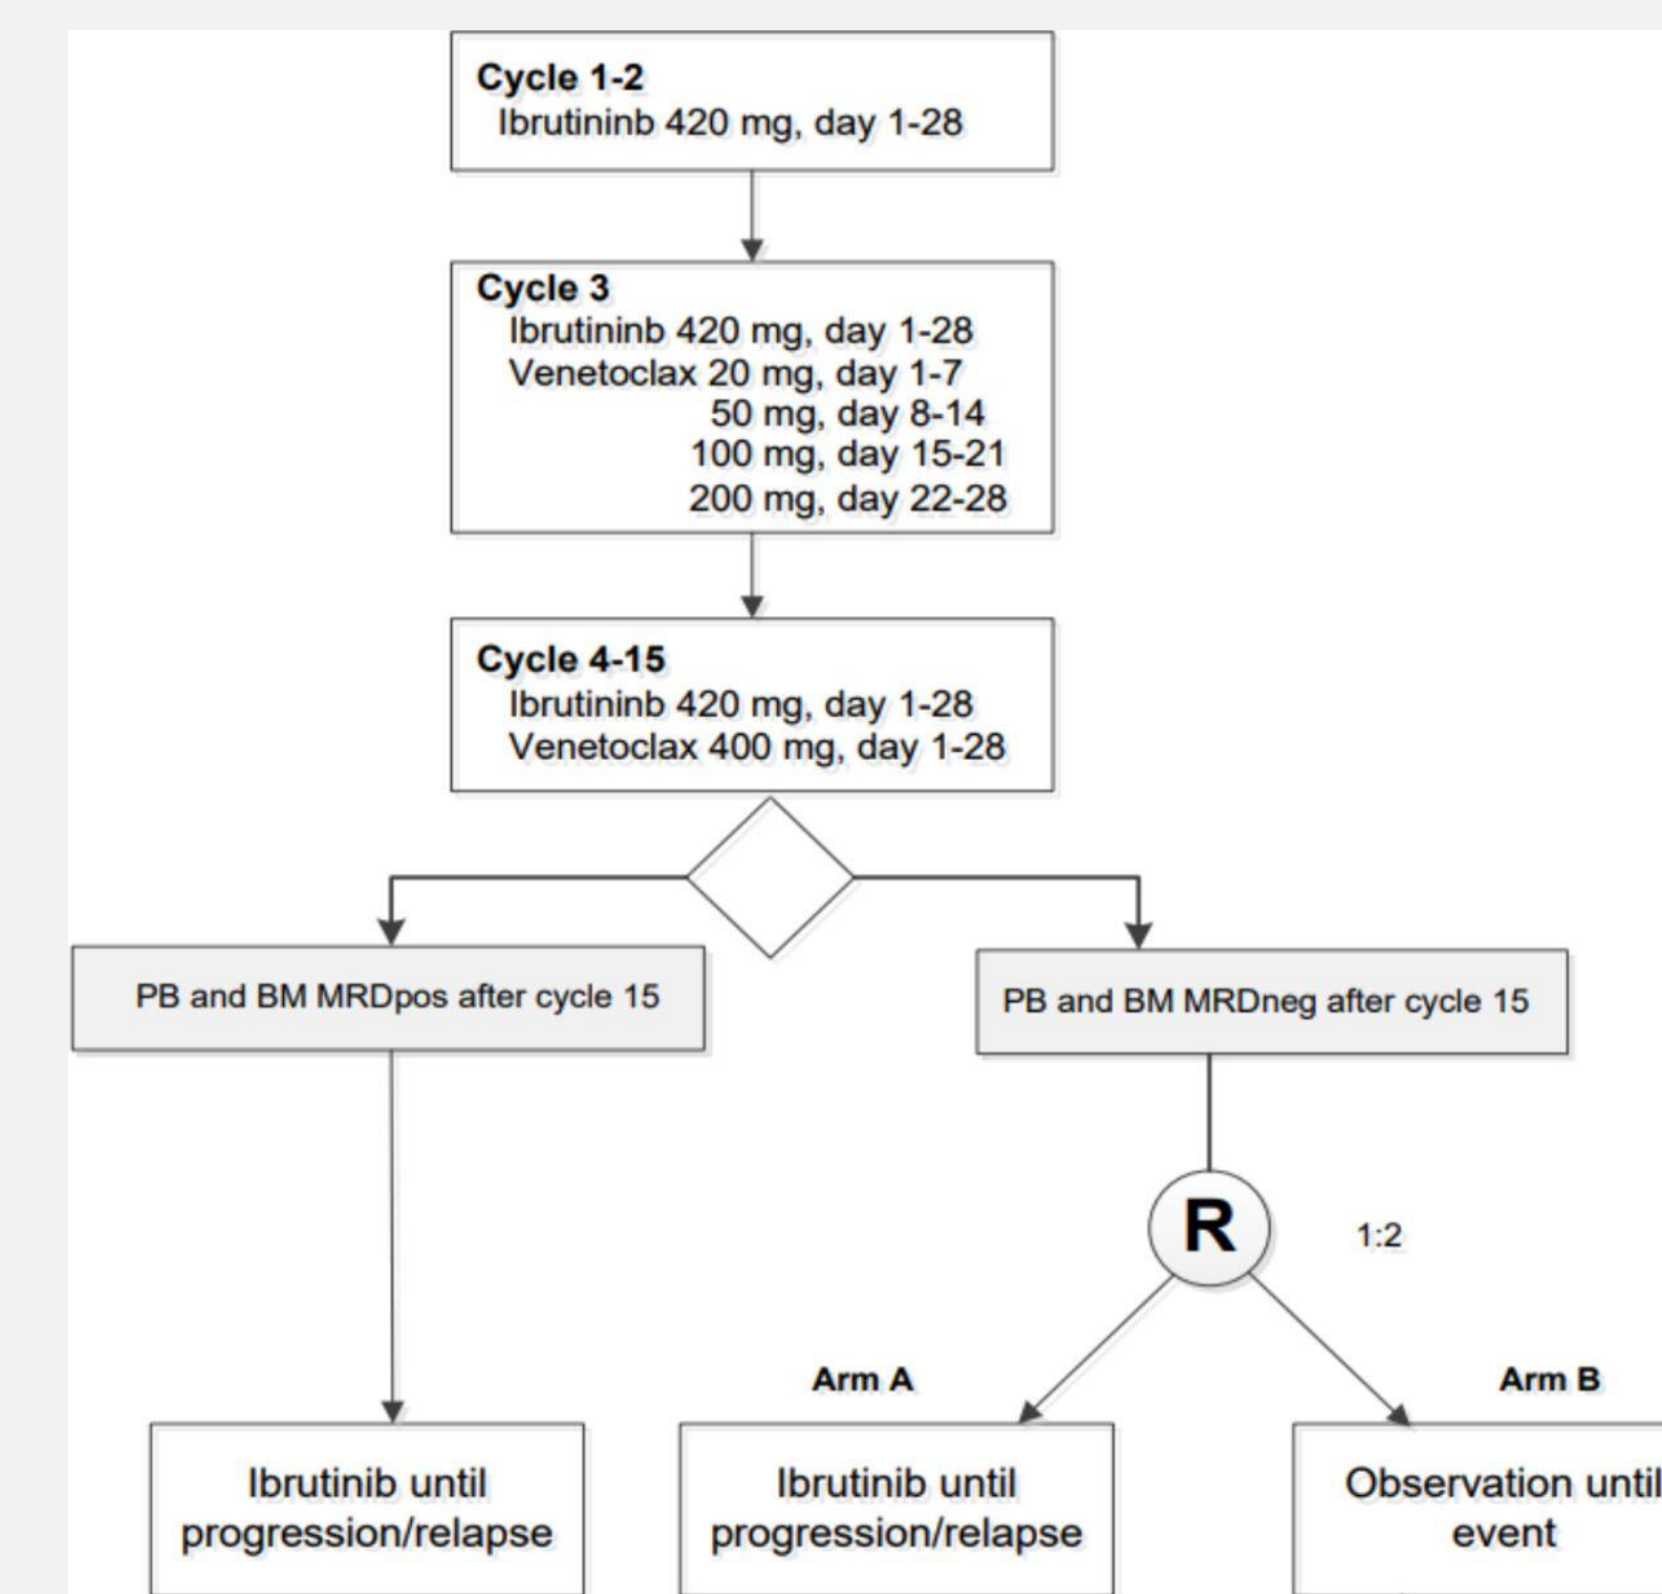 Cycle 1-2
Ibrutininb 420 mg, day 1-28
Cycle 3
Ibrutininb 420 mg, day 1-28
Venetoclax 20 mg, day 1-7
50 mg, day 8-14
100 mg, day 15-21
200 mg, day 22-28
Cycle 4-15
Ibrutininb 420 mg, day 1-28
Venetoclax 400 mg, day 1-28
PB and BM MRDpos after cycle 15
PB and BM MRDneg after cycle 15
R
1:2
Arm A
Arm B
Ibrutinib until
progression/relapse
Ibrutinib until
progression/relapse
Observation until
event